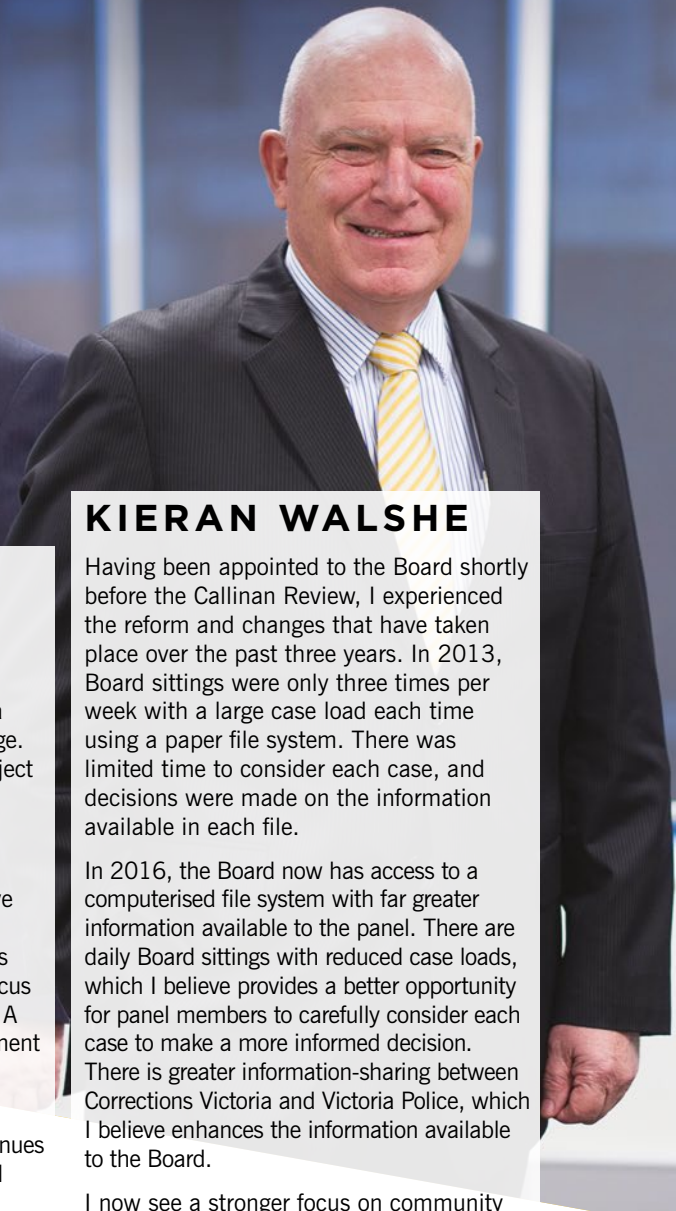 ge.
ject
s
cus
A
KIERAN WALSHE
Having been appointed to the Board shortly
before the Callinan Review, I experienced
the reform and changes that have taken
place over the past three years. In 2013,
Board sittings were only three times per
week with a large case load each time
using a paper file system. There was
limited time to consider each case, and
decisions were made on the information
available in each file.
In 2016, the Board now has access to a
computerised file system with far greater
information available to the panel. There are
daily Board sittings with reduced case loads,
which I believe provides a better opportunity
for panel members to carefully consider each
case to make a more informed decision.
There is greater information-sharing between
Corrections Victoria and Victoria Police, which
I believe enhances the information available
to the Board.
I now see a stronger focus on community